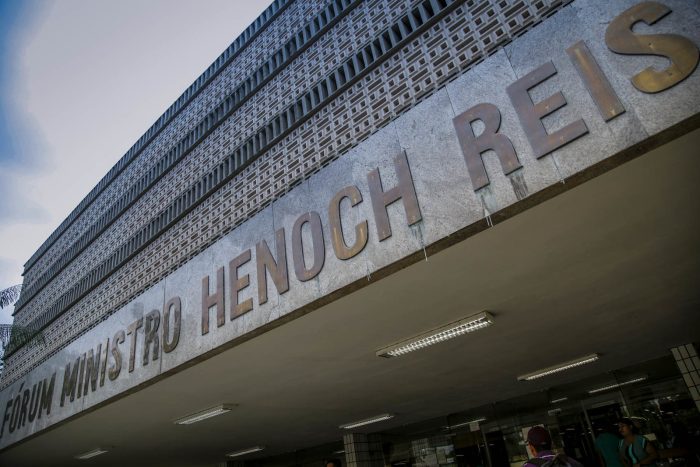 FÓRUM MINISTRO HENOCH REIS